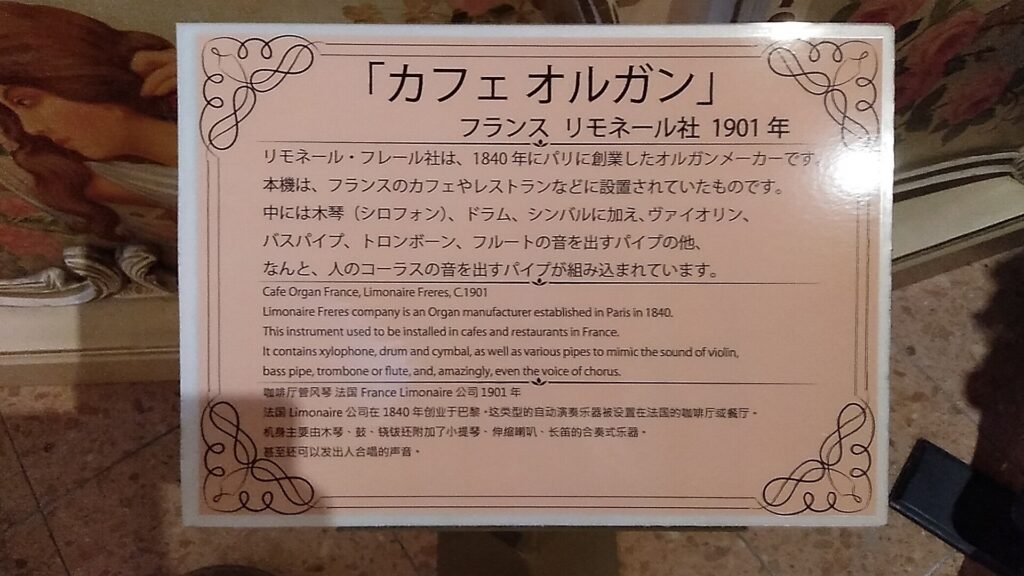 「カフェ オルガン」
フランス リモネール社 1901 年
リモネール・フレール社は、1840 年にパリに創業したオルガンメーカーです。
本機は、フランスのカフェやレストランなどに設置されていたものです。
中には木琴（シロフォン）、ドラム、シンバルに加え、ヴァイオリン、
バスパイプ、トロンボーン、フルートの音を出すパイプの他、
なんと、人のコーラスの音を出すパイプが組み込まれています。
Cafe Organ France, Limonaire Freres, C.1901
Limonaire Freres company is an Organ manufacturer established in Paris in 1840.
This instrument used to be installed in cafes and restaurants in France.
It contains xylophone, drum and cymbal, as well as various pipes to mimic the sound of violin,
bass pipe, trombone or flute, and, amazingly, even the voice of chorus.
咖啡厅管风琴 法国 France Limonaire 公司 1901 年
法国 Limonaire 公司在 1840 年创业于巴黎。这类型的自动演奏乐器被设置在法国的咖啡厅或餐厅。
机身主要由木琴、鼓、铙钹还附加了小提琴、伸缩喇叭、长笛的合奏式乐器。
甚至还可以发出人合唱的声音。